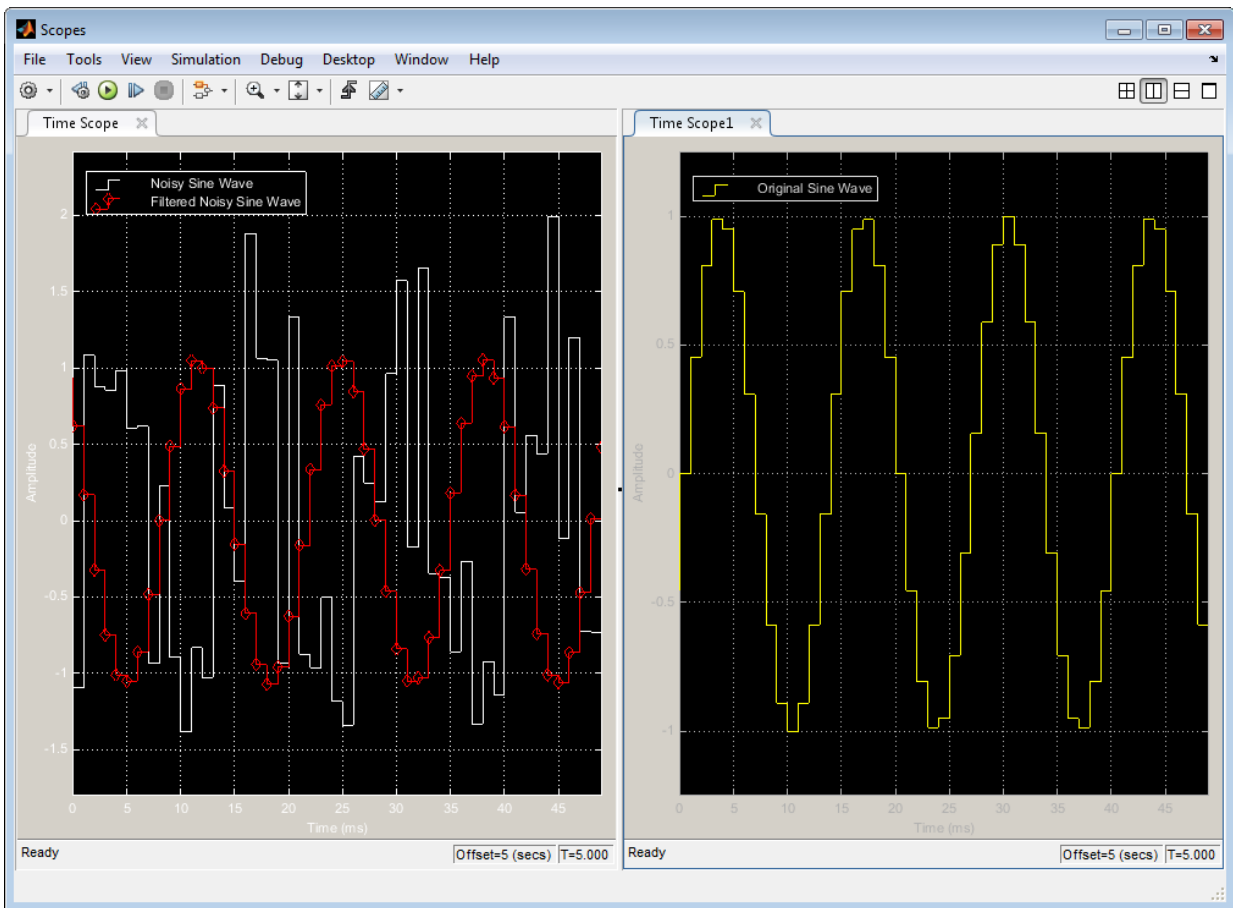 Scopes
File Tools View Simulation Debug Desktop Window Help
Time Scope
Noisy Sine Wave
Filtered Noisy Sine Wave
2
1.5
1
0.5
0
-0.5
-1
-1.5
Amplitude
0 5 10 15 20 25 30 35 40 45
Time (ms)
Ready Offset=5 (secs) T=5.000
Time Scope1
Original Sine Wave
1
0.5
0
-0.5
-1
Amplitude
0 5 10 15 20 25 30 35 40 45
Time (ms)
Ready Offset=5 (secs) T=5.000